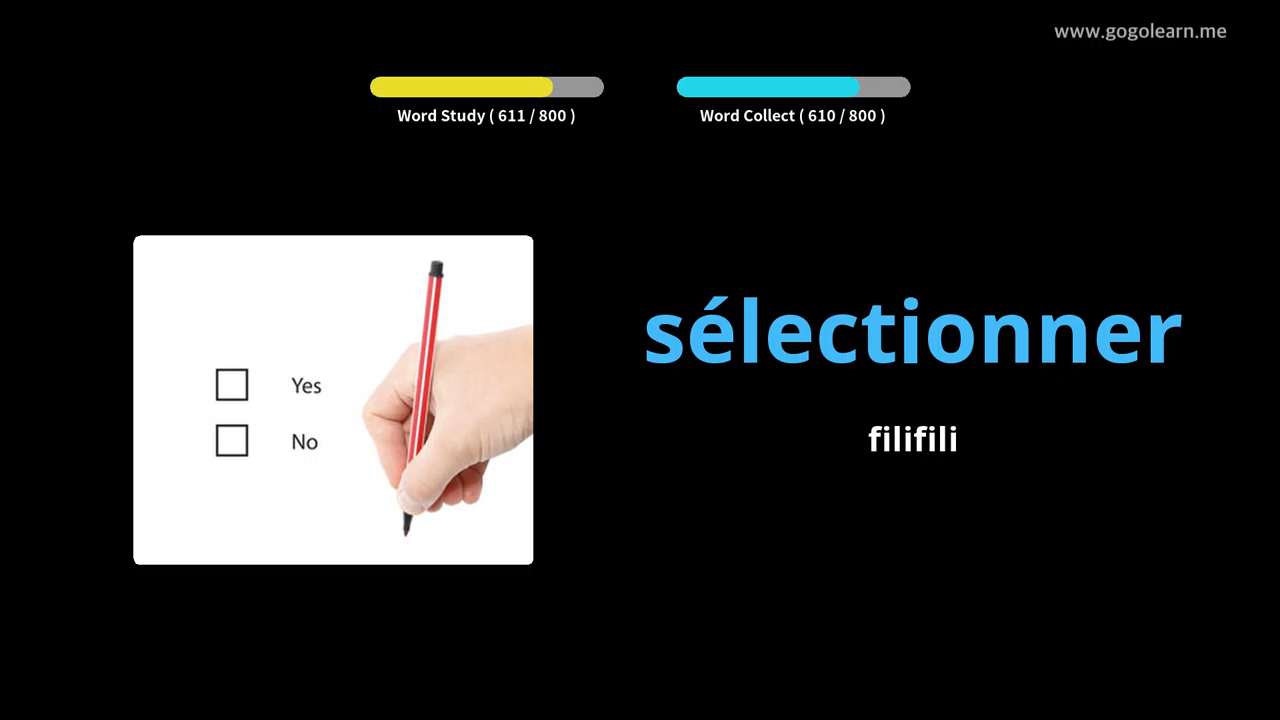 www.gogolearn.me
Word Study ( 611 / 800 )
Word Collect ( 610 / 800 )
Yes
No
sélectionner
filifili